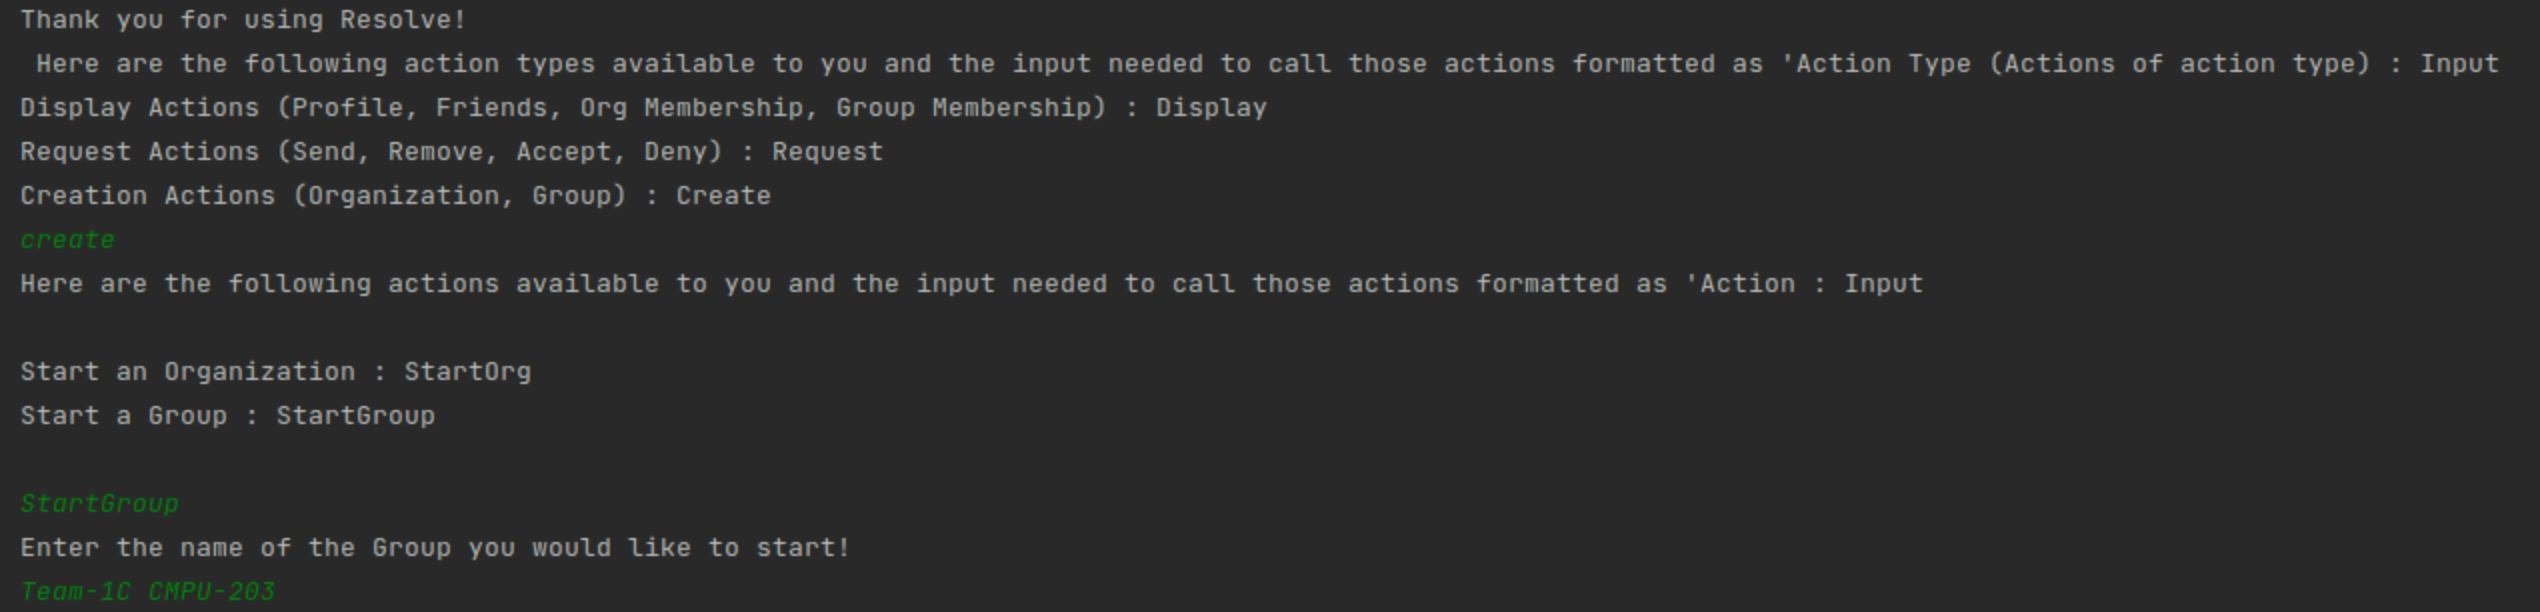 Thank you for using Resolve!
Here are the following action types available to you and the input needed to call those actions formatted as 'Action Type (Actions of action type) : Input
Display Actions (Profile, Friends, Org Membership, Group Membership) : Display
Request Actions (Send, Remove, Accept, Deny) : Request
Creation Actions (Organization, Group) : Create
create
Here are the following actions available to you and the input needed to call those actions formatted as 'Action : Input
Start an Organization : StartOrg
Start a Group : StartGroup
StartGroup
Enter the name of the Group you would like to start!
Team-1C CMPU-203